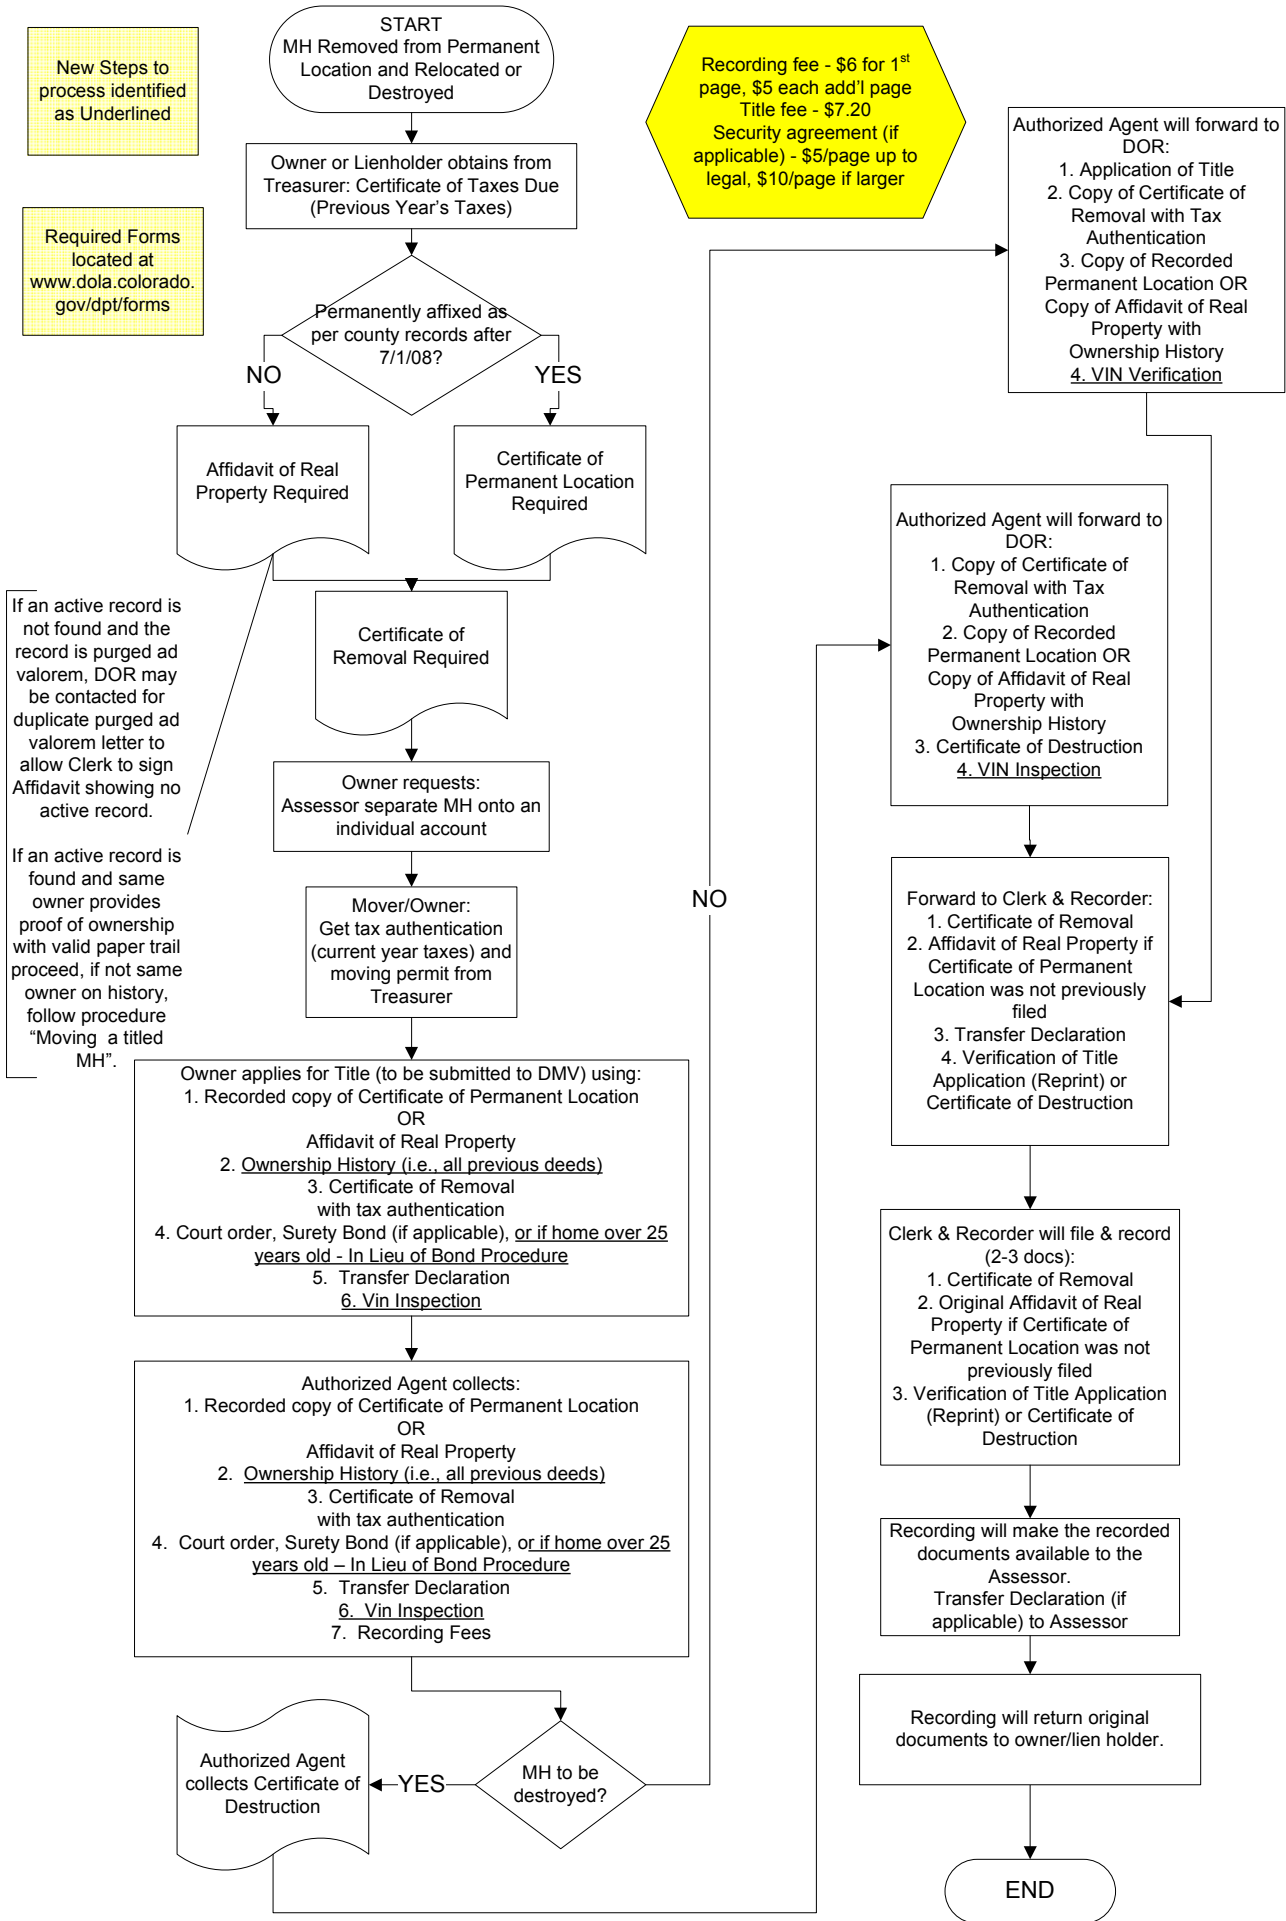 New Steps to
process identified
as Underlined
Required Forms
located at
www.dola.colorado.
gov/dpt/forms
START
MH Removed from Permanent
Location and Relocated or
Destroyed
Owner or Lienholder obtains from
Treasurer: Certificate of Taxes Due
(Previous Year's Taxes)
Permanently affixed as
per county records after
7/1/08?
NO
YES
Affidavit of Real
Property Required
Certificate of
Permanent Location
Required
If an active record is
not found and the
record is purged ad
valorem, DOR may
be contacted for
duplicate purged ad
valorem letter to
allow Clerk to sign
Affidavit showing no
active record.
If an active record is
found and same
owner provides
proof of ownership
with valid paper trail
proceed, if not same
owner on history,
follow procedure
“Moving a titled
MH”.
Certificate of
Removal Required
Owner requests:
Assessor separate MH onto an
individual account
Mover/Owner:
Get tax authentication
(current year taxes) and
moving permit from
Treasurer
Owner applies for Title (to be submitted to DMV) using:
1. Recorded copy of Certificate of Permanent Location
OR
Affidavit of Real Property
2. Ownership History (i.e., all previous deeds)
3. Certificate of Removal
with tax authentication
4. Court order, Surety Bond (if applicable), or if home over 25
years old - In Lieu of Bond Procedure
5. Transfer Declaration
6. Vin Inspection
Authorized Agent collects:
1. Recorded copy of Certificate of Permanent Location
OR
Affidavit of Real Property
2. Ownership History (i.e., all previous deeds)
3. Certificate of Removal
with tax authentication
4. Court order, Surety Bond (if applicable), or if home over 25
years old – In Lieu of Bond Procedure
5. Transfer Declaration
6. Vin Inspection
7. Recording Fees
MH to be
destroyed?
YES
NO
Authorized Agent
collects Certificate of
Destruction
Recording fee - $6 for 1st
page, $5 each add'l page
Title fee - $7.20
Security agreement (if
applicable) - $5/page up to
legal, $10/page if larger
Authorized Agent will forward to
DOR:
1. Application of Title
2. Copy of Certificate of
Removal with Tax
Authentication
3. Copy of Recorded
Permanent Location OR
Copy of Affidavit of Real
Property with
Ownership History
4. VIN Verification
Authorized Agent will forward to
DOR:
1. Copy of Certificate of
Removal with Tax
Authentication
2. Copy of Recorded
Permanent Location OR
Copy of Affidavit of Real
Property with
Ownership History
3. Certificate of Destruction
4. VIN Inspection
Forward to Clerk & Recorder:
1. Certificate of Removal
2. Affidavit of Real Property if
Certificate of Permanent
Location was not previously
filed
3. Transfer Declaration
4. Verification of Title
Application (Reprint) or
Certificate of Destruction
Clerk & Recorder will file & record
(2-3 docs):
1. Certificate of Removal
2. Original Affidavit of Real
Property if Certificate of
Permanent Location was not
previously filed
3. Verification of Title Application
(Reprint) or Certificate of
Destruction
Recording will make the recorded
documents available to the
Assessor.
Transfer Declaration (if
applicable) to Assessor
Recording will return original
documents to owner/lien holder.
END